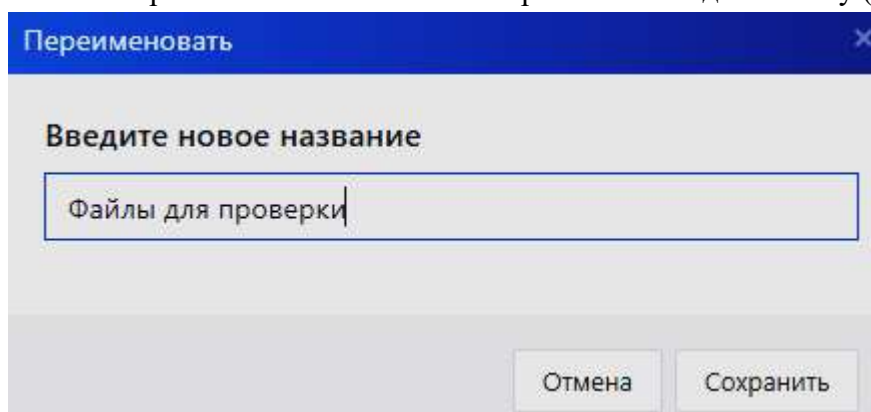 Переименовать
Введите новое название
Файлы для проверки
Отмена
Сохранить